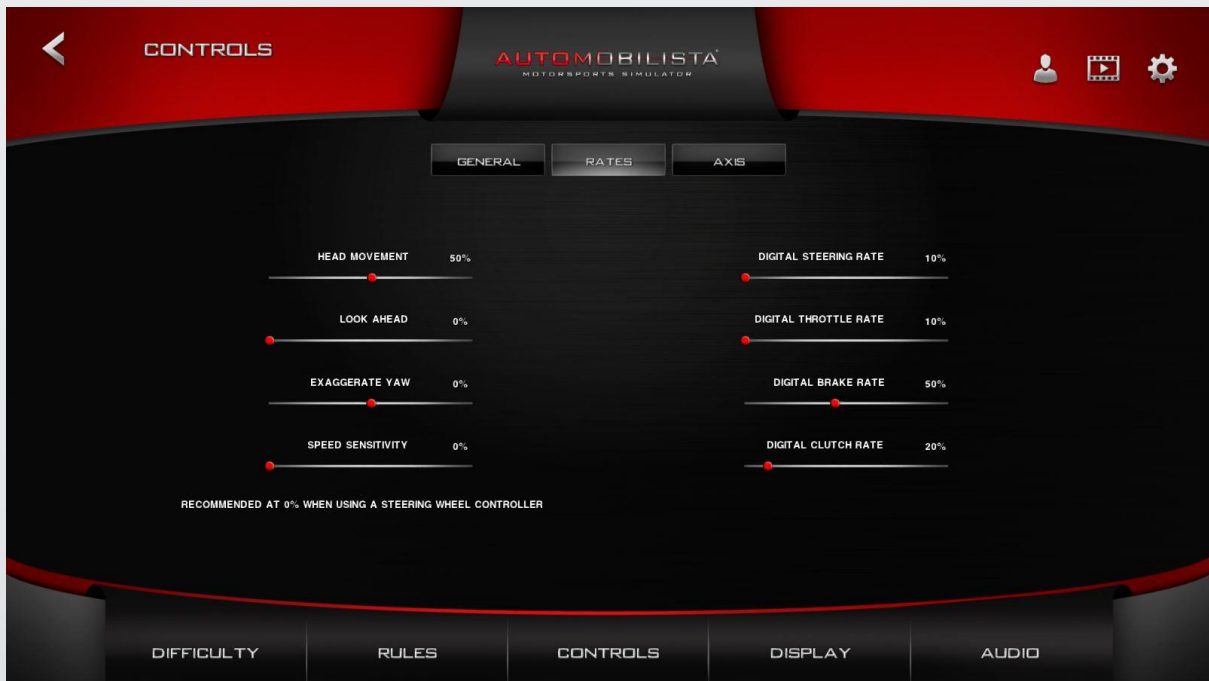 CONTROLS
AUTOMOBILISTA
MOTORSPORTS SIMULATOR
GENERAL
RATES
AXIS
HEAD MOVEMENT 50%
LOOK AHEAD 0%
EXAGGERATE YAW 0%
SPEED SENSITIVITY 0%
RECOMMENDED AT 0% WHEN USING A STEERING WHEEL CONTROLLER
DIGITAL STEERING RATE 10%
DIGITAL THROTTLE RATE 10%
DIGITAL BRAKE RATE 50%
DIGITAL CLUTCH RATE 20%
DIFFICULTY
RULES
CONTROLS
DISPLAY
AUDIO